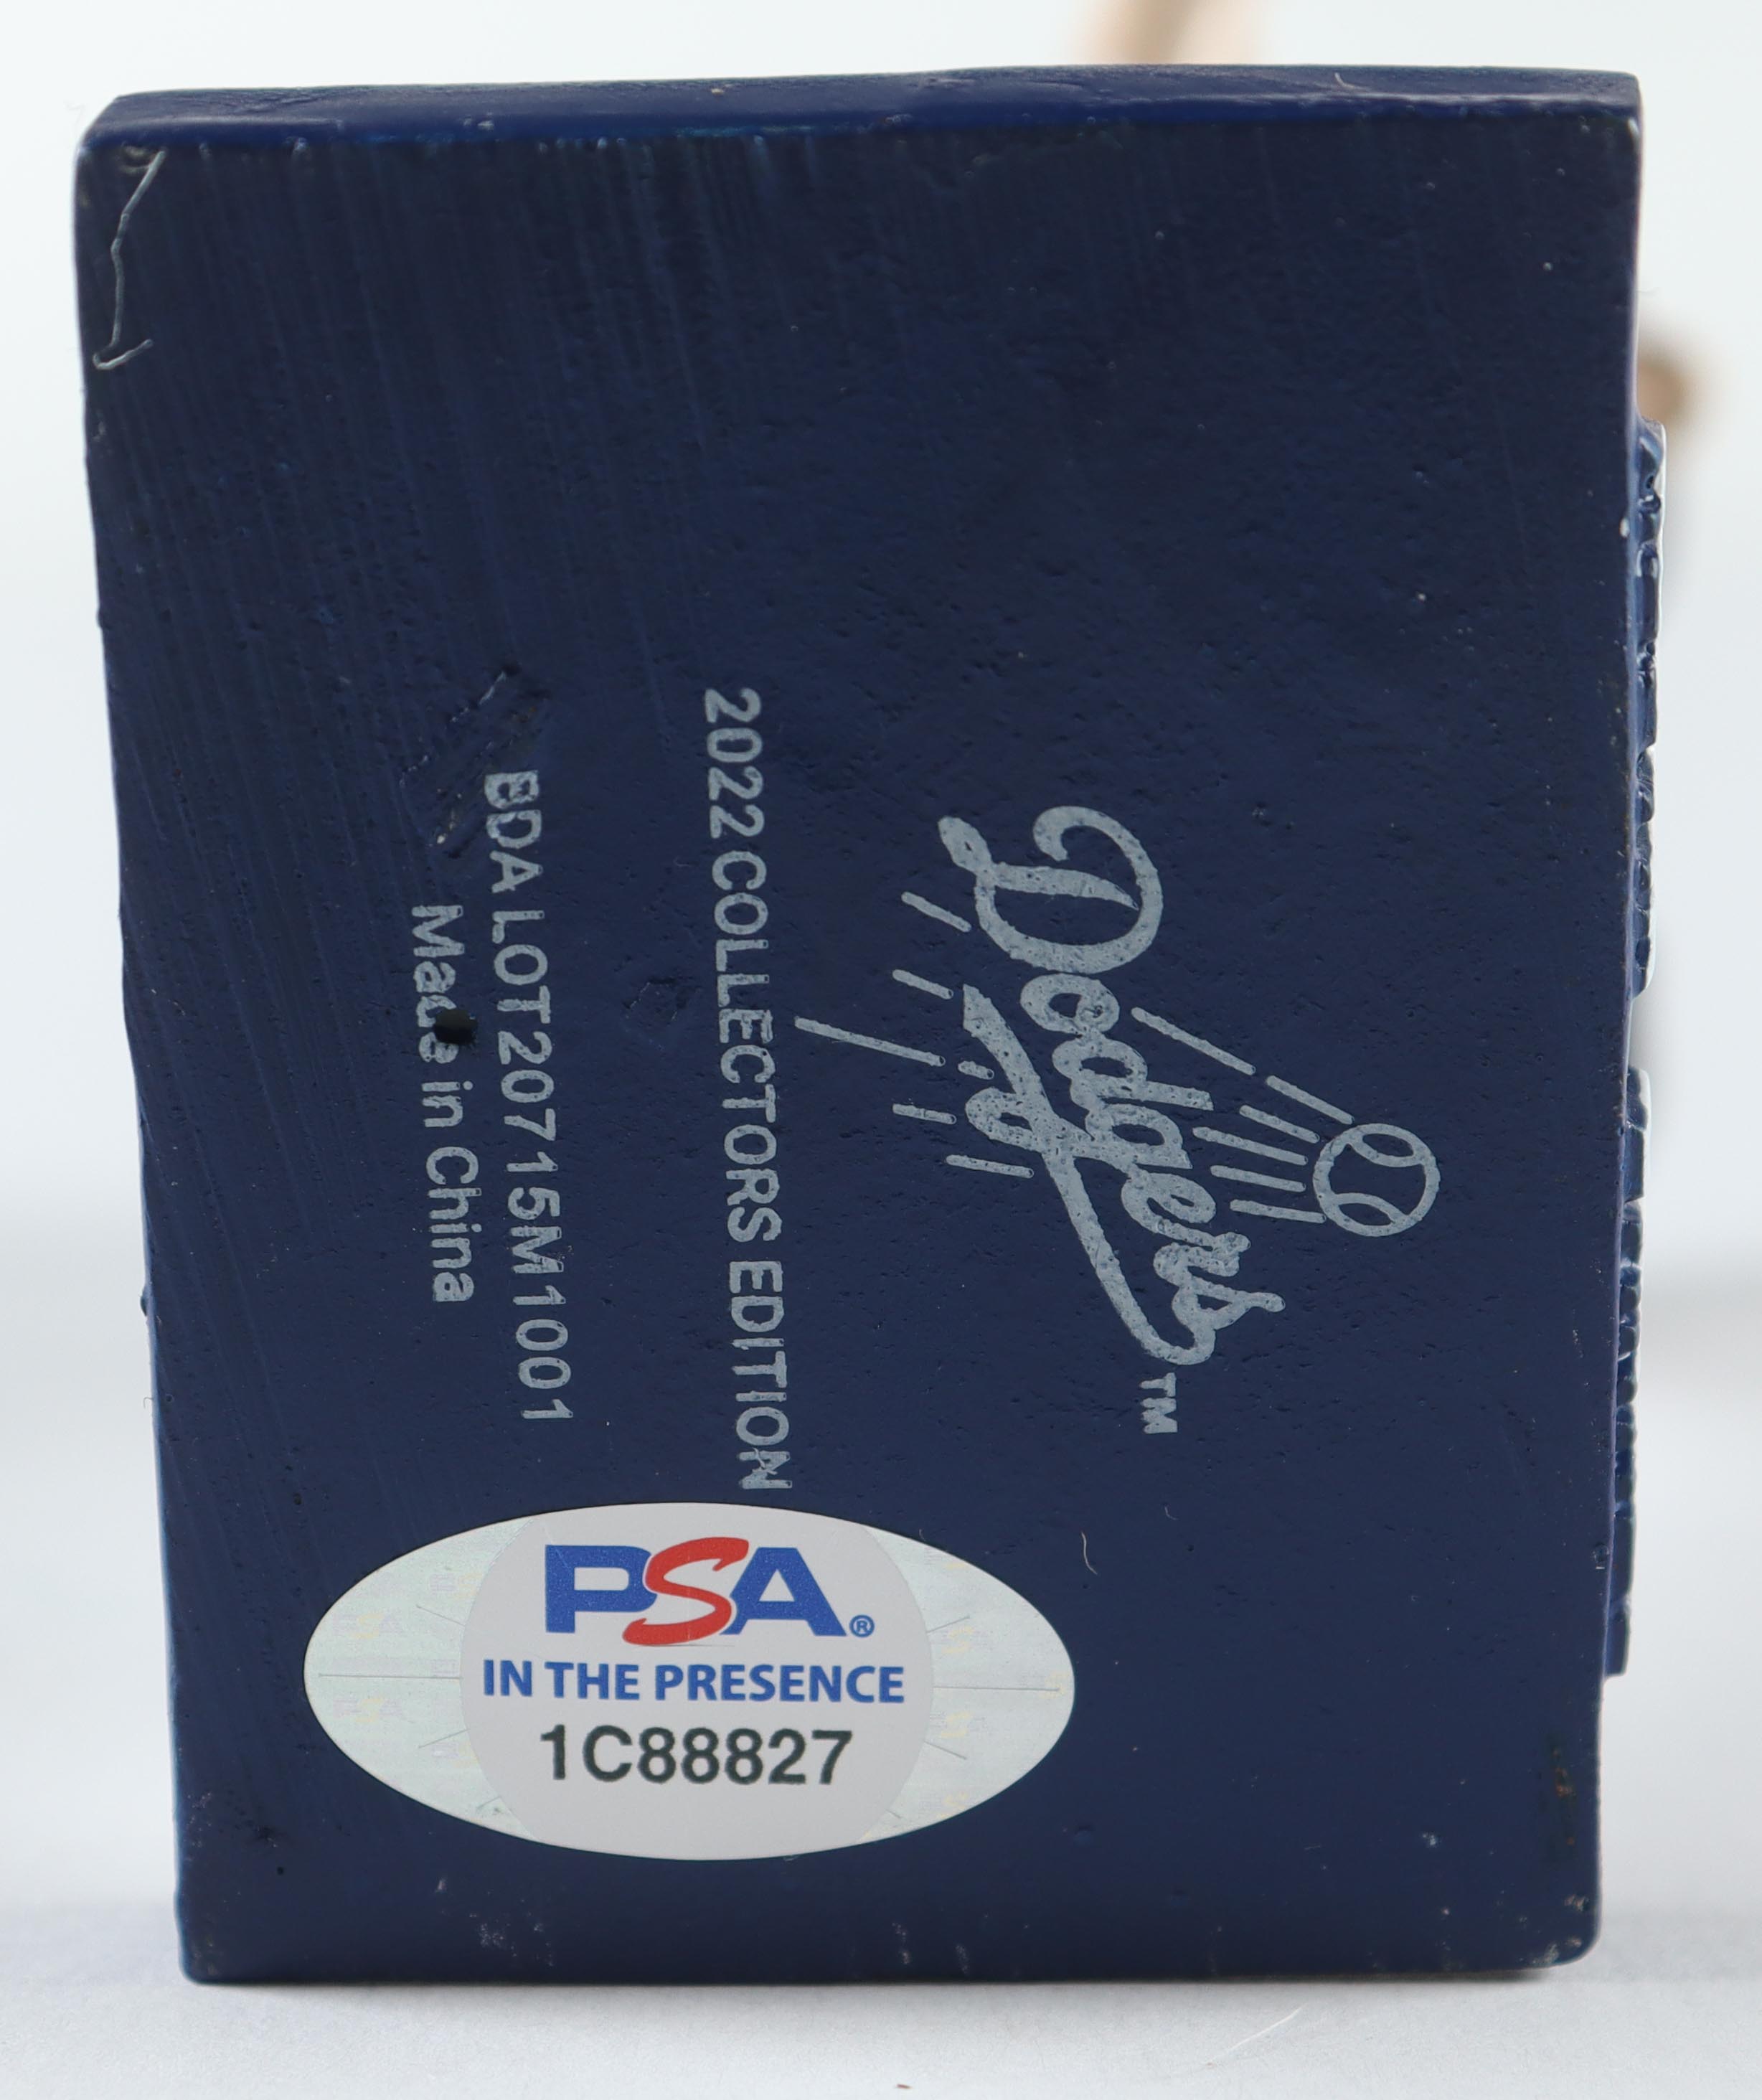 Dodgers™
2022 COLLECTORS EDITION
BDA LOT20715M1001
Made in China
PSA®
IN THE PRESENCE
1C88827